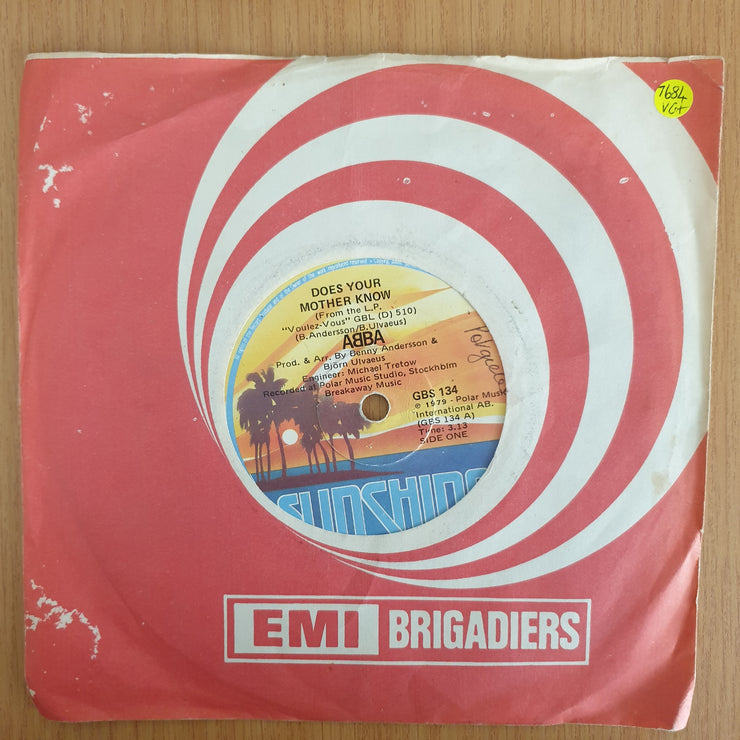 7684
VG+
DOES YOUR
MOTHER KNOW
(From the L.P.
"Voulez-Vous" GBL (D) 510)
(B.Andersson/B.Ulvaeus)
ABBA
Prod. & Arr. By Benny Andersson &
Björn Ulvaeus
Engineer: Michael Tretow
Recorded at Polar Music Studio, Stockholm
Breakaway Music
GBS 134
℗ 1979 - Polar Music
International AB.
(GBS 134 A)
Time: 3.13
SIDE ONE
SUNSHINE
EMI BRIGADIERS